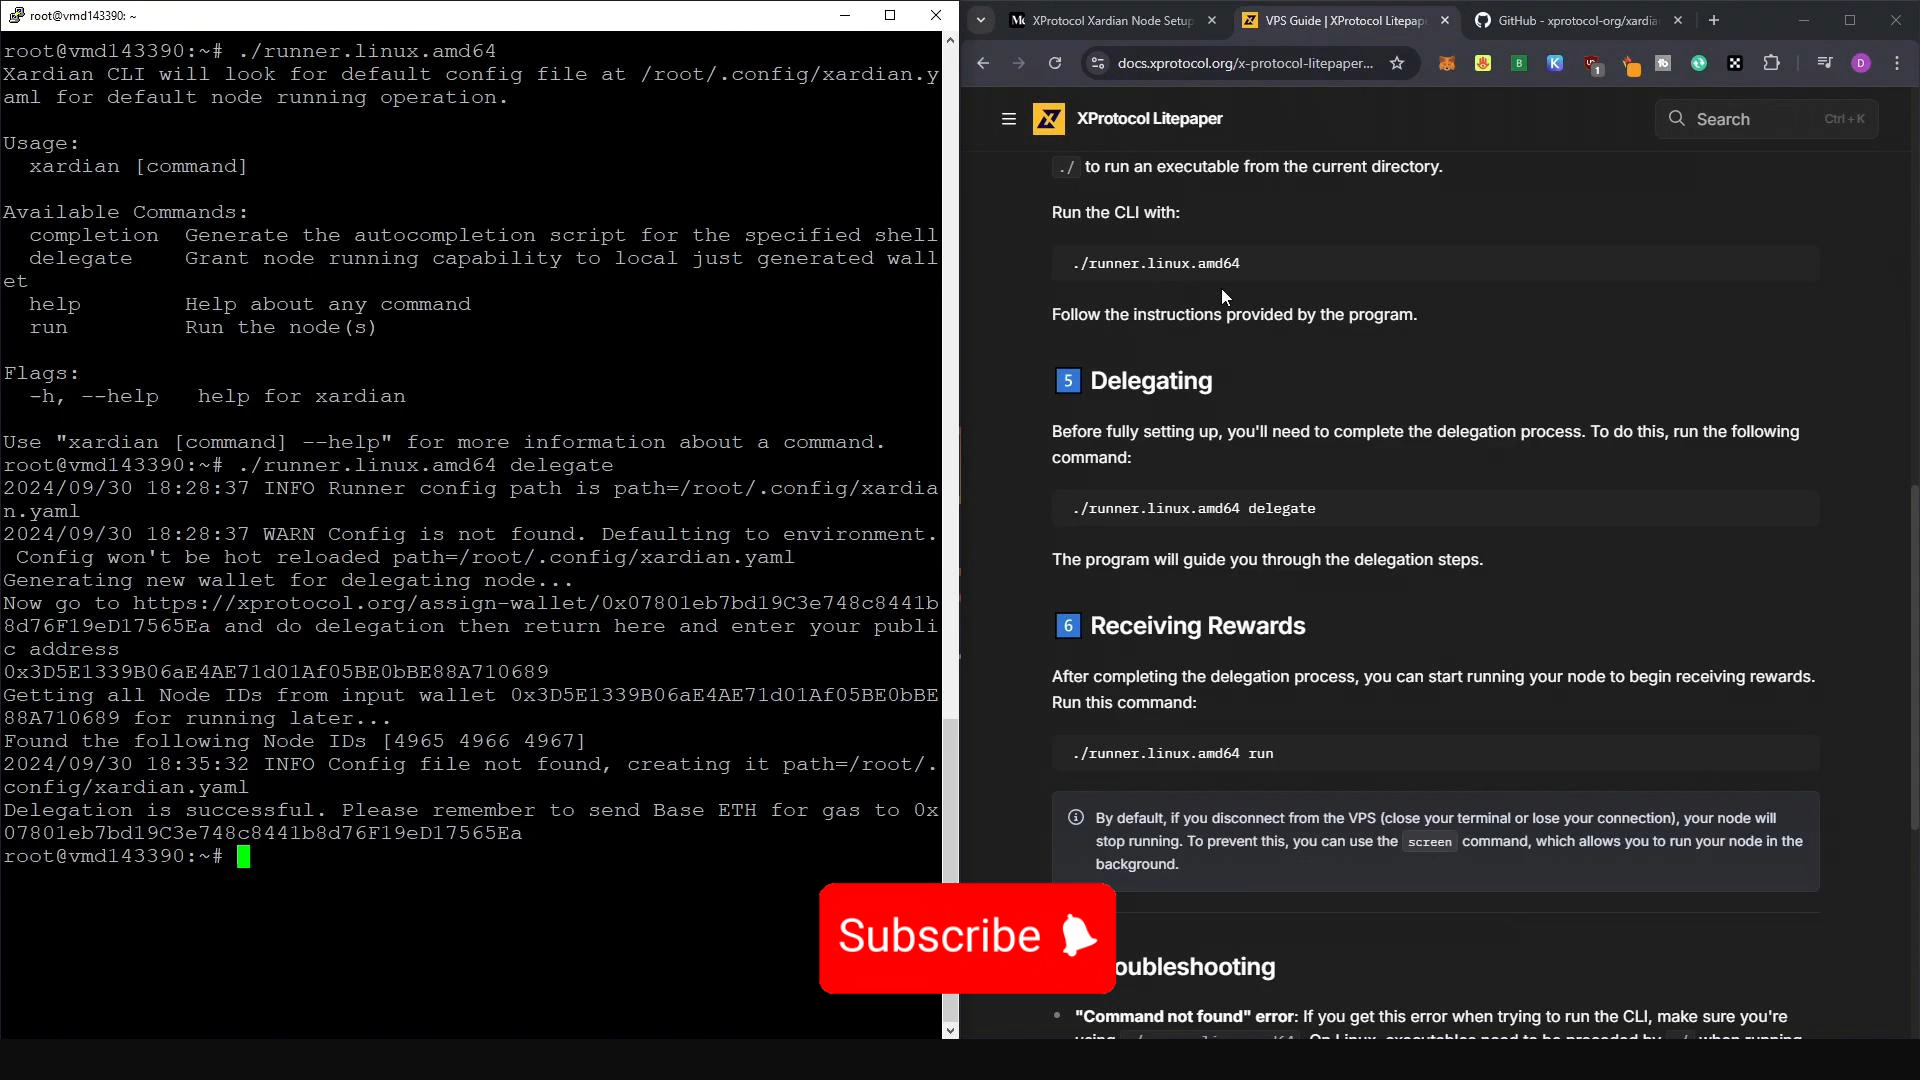 root@vmd143390: ~
root@vmd143390:~# ./runner.linux.amd64
Xardian CLI will look for default config file at /root/.config/xardian.y
aml for default node running operation.
Usage:
xardian [command]
Available Commands:
completion Generate the autocompletion script for the specified shell
delegate Grant node running capability to local just generated wall
et
help Help about any command
run Run the node(s)
Flags:
-h, --help help for xardian
Use "xardian [command] --help" for more information about a command.
root@vmd143390:~# ./runner.linux.amd64 delegate
2024/09/30 18:28:37 INFO Runner config path is path=/root/.config/xardia
n.yaml
2024/09/30 18:28:37 WARN Config is not found. Defaulting to environment.
Config won't be hot reloaded path=/root/.config/xardian.yaml
Generating new wallet for delegating node...
Now go to https://xprotocol.org/assign-wallet/0x07801eb7bd19C3e748c8441b
8d76F19eD17565Ea and do delegation then return here and enter your publi
c address
0x3D5E1339B06aE4AE71d01Af05BE0bBE88A710689
Getting all Node IDs from input wallet 0x3D5E1339B06aE4AE71d01Af05BE0bBE
88A710689 for running later...
Found the following Node IDs [4965 4966 4967]
2024/09/30 18:35:32 INFO Config file not found, creating it path=/root/.
config/xardian.yaml
Delegation is successful. Please remember to send Base ETH for gas to 0x
07801eb7bd19C3e748c8441b8d76F19eD17565Ea
root@vmd143390:~#
XProtocol Xardian Node Setup
VPS Guide | XProtocol Litepap
GitHub - xprotocol-org/xardia
docs.xprotocol.org/x-protocol-litepaper...
XProtocol Litepaper
Search
Ctrl + K
./ to run an executable from the current directory.
Run the CLI with:
./runner.linux.amd64
Follow the instructions provided by the program.
5 Delegating
Before fully setting up, you'll need to complete the delegation process. To do this, run the following
command:
./runner.linux.amd64 delegate
The program will guide you through the delegation steps.
6 Receiving Rewards
After completing the delegation process, you can start running your node to begin receiving rewards.
Run this command:
./runner.linux.amd64 run
By default, if you disconnect from the VPS (close your terminal or lose your connection), your node will
stop running. To prevent this, you can use the screen command, which allows you to run your node in the
background.
Subscribe
oubleshooting
"Command not found" error: If you get this error when trying to run the CLI, make sure you're